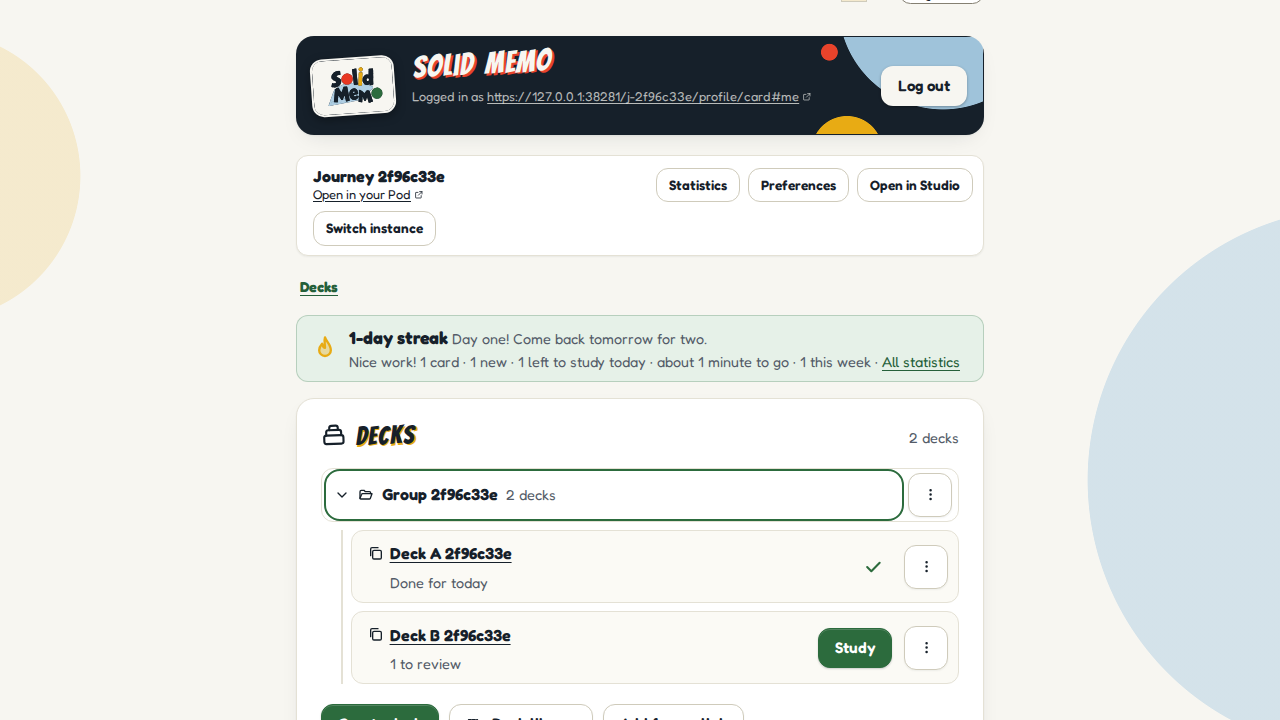 Solid
Memo
SOLID MEMO
Logged in as https://127.0.0.1:38281/j-2f96c33e/profile/card#me
Log out
Journey 2f96c33e
Open in your Pod
Statistics
Preferences
Open in Studio
Switch instance
Decks
1-day streak Day one! Come back tomorrow for two.
Nice work! 1 card · 1 new · 1 left to study today · about 1 minute to go · 1 this week · All statistics
DECKS
2 decks
Group 2f96c33e 2 decks
Deck A 2f96c33e
Done for today
Deck B 2f96c33e
1 to review
Study